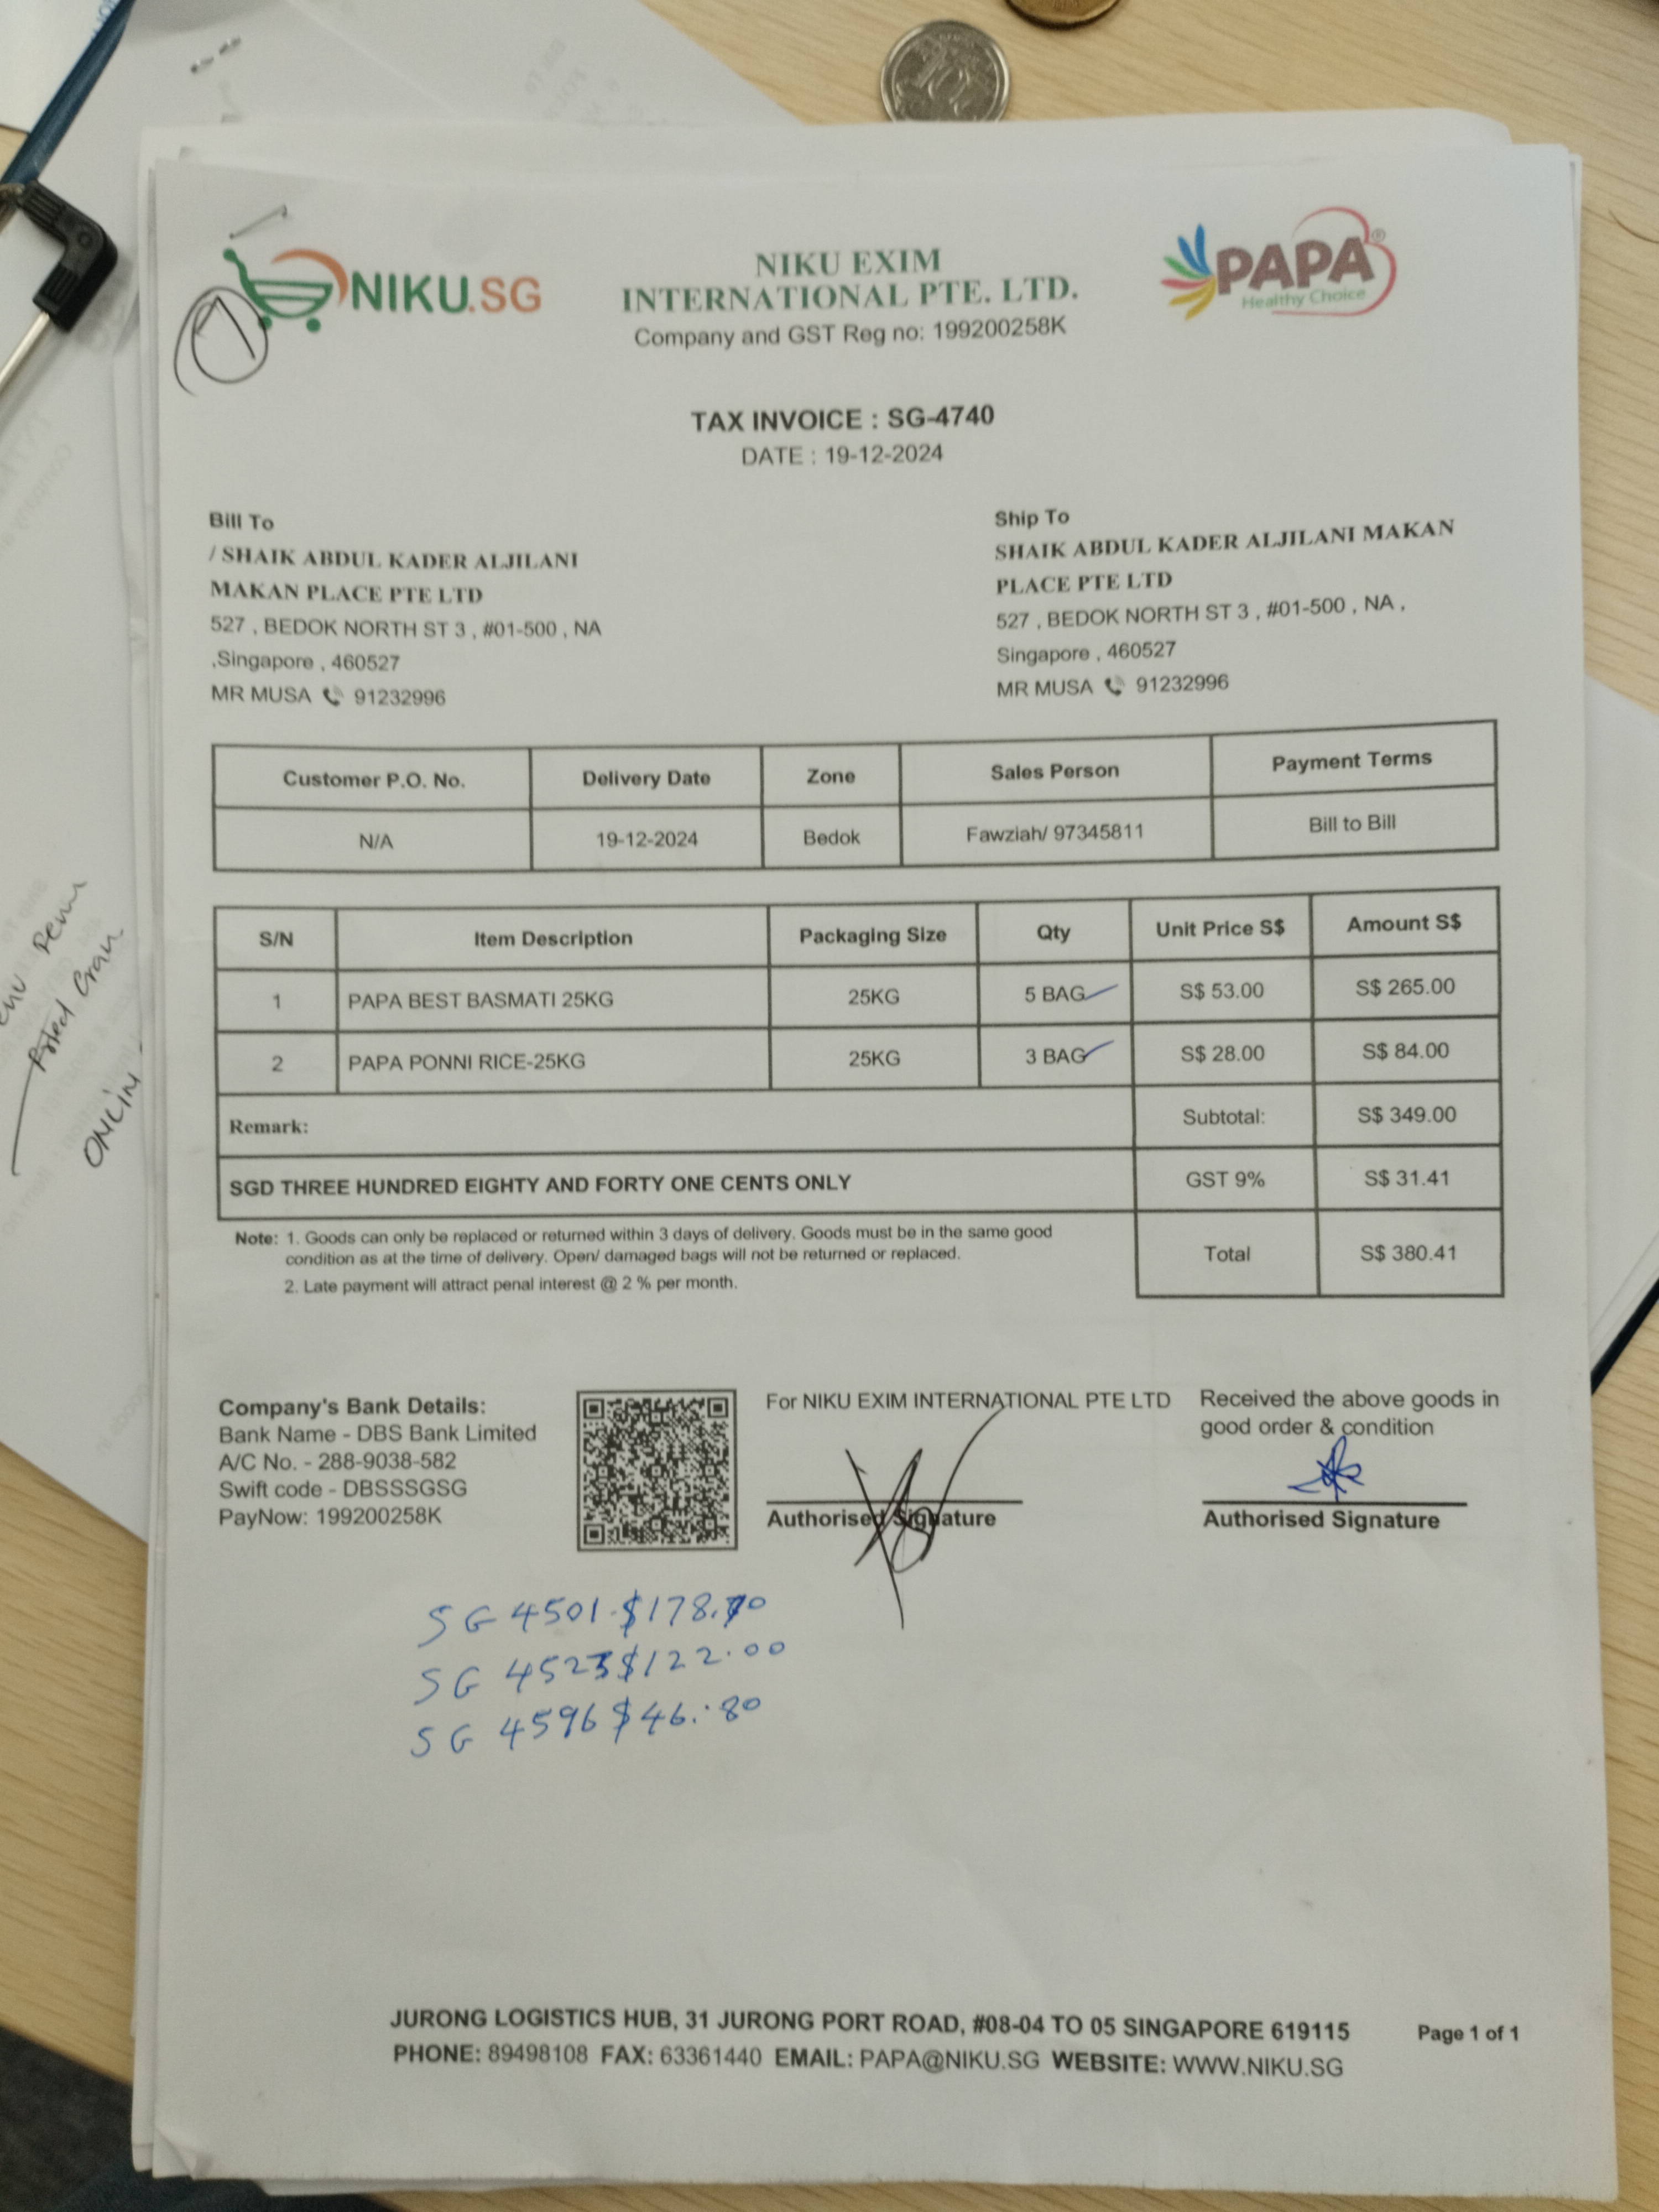 NIKU.SG
NIKU EXIM
INTERNATIONAL PTE. LTD.
Company and GST Reg no: 199200258K
PAPA®
Healthy Choice
1
TAX INVOICE : SG-4740
DATE : 19-12-2024
Bill To
/ SHAIK ABDUL KADER ALJILANI
MAKAN PLACE PTE LTD
527 , BEDOK NORTH ST 3 , #01-500 , NA
,Singapore , 460527
MR MUSA 91232996
Ship To
SHAIK ABDUL KADER ALJILANI MAKAN
PLACE PTE LTD
527 , BEDOK NORTH ST 3 , #01-500 , NA ,
Singapore , 460527
MR MUSA 91232996
Customer P.O. No. Delivery Date Zone Sales Person Payment Terms
N/A 19-12-2024 Bedok Fawziah/ 97345811 Bill to Bill
S/N Item Description Packaging Size Qty Unit Price S$ Amount S$
1 PAPA BEST BASMATI 25KG 25KG 5 BAG S$ 53.00 S$ 265.00
2 PAPA PONNI RICE-25KG 25KG 3 BAG S$ 28.00 S$ 84.00
Remark: Subtotal: S$ 349.00
SGD THREE HUNDRED EIGHTY AND FORTY ONE CENTS ONLY GST 9% S$ 31.41
Total S$ 380.41
Note: 1. Goods can only be replaced or returned within 3 days of delivery. Goods must be in the same good
condition as at the time of delivery. Open/ damaged bags will not be returned or replaced.
2. Late payment will attract penal interest @ 2 % per month.
Company's Bank Details:
Bank Name - DBS Bank Limited
A/C No. - 288-9038-582
Swift code - DBSSSGSG
PayNow: 199200258K
For NIKU EXIM INTERNATIONAL PTE LTD
Authorised Signature
Received the above goods in
good order & condition
Authorised Signature
SG 4501-$178.70
SG 4523 $122.00
SG 4596 $46.80
JURONG LOGISTICS HUB, 31 JURONG PORT ROAD, #08-04 TO 05 SINGAPORE 619115
PHONE: 89498108 FAX: 63361440 EMAIL: PAPA@NIKU.SG WEBSITE: WWW.NIKU.SG
Page 1 of 1